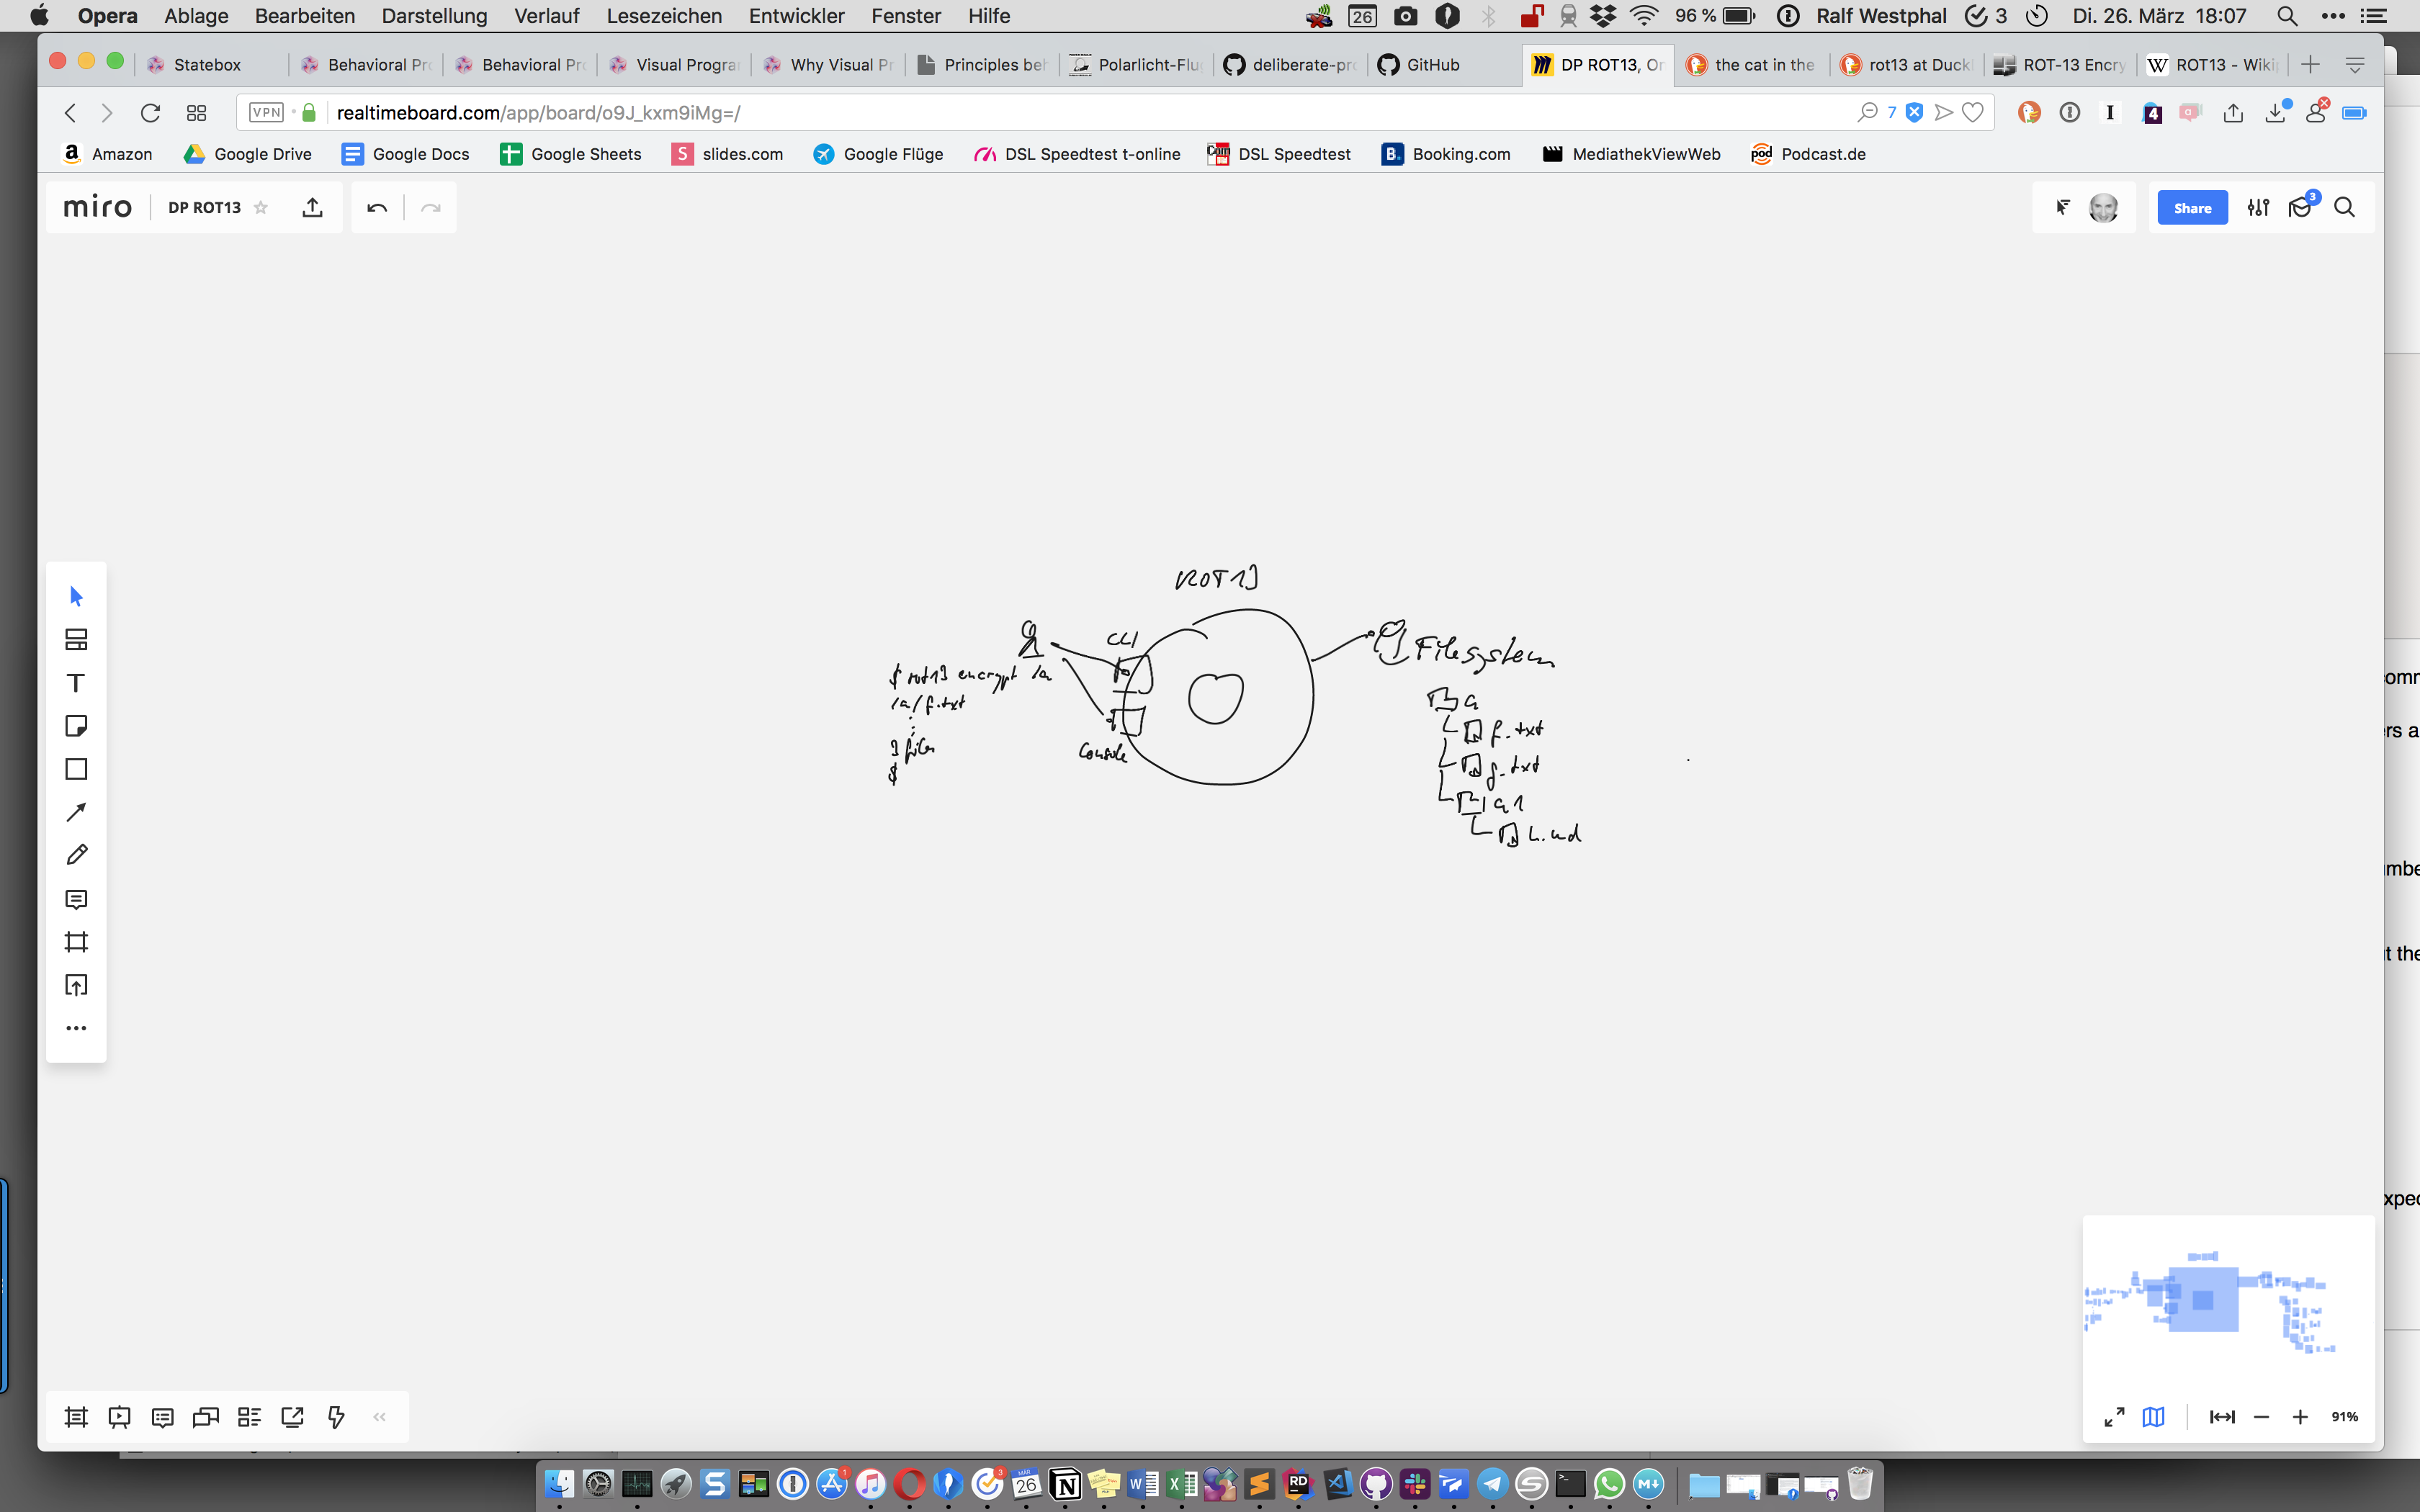 Opera Ablage Bearbeiten Darstellung Verlauf Lesezeichen Entwickler Fenster Hilfe 26 96 % Ralf Westphal 3 Di. 26. März 18:07
Statebox Behavioral Pr Behavioral Pr Visual Progra Why Visual Pr Principles beh Polarlicht-Flu deliberate-pr GitHub DP ROT13, On the cat in the rot13 at Duck ROT-13 Encry W ROT13 - Wiki
VPN realtimeboard.com/app/board/o9J_kxm9iMg=/ 7 4
Amazon Google Drive Google Docs Google Sheets slides.com Google Flüge DSL Speedtest t-online DSL Speedtest Booking.com MediathekViewWeb Podcast.de
miro DP ROT13 Share 3
ROT13
CLI
Filesystem
$ rot13 encrypt /a
/a/f.txt
3 files
$
Console
a
f.txt
g.txt
a1
h.md
omm
rs a
mbe
t the
xpec
91%